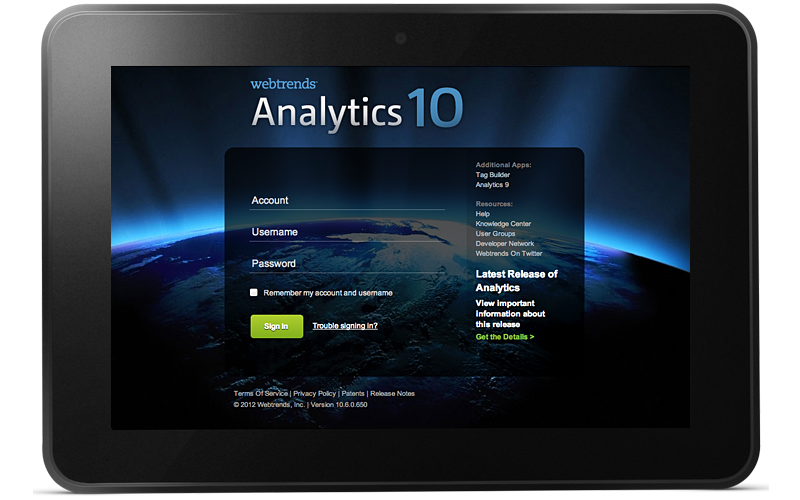 webtrends
Analytics 10
Account
Username
Password
Remember my account and username
Sign in
Trouble signing in?
Additional Apps:
Tag Builder
Analytics 9
Resources:
Help
Knowledge Center
User Groups
Developer Network
Webtrends On Twitter
Latest Release of
Analytics
View important
information about
this release
Get the Details >
Terms Of Service | Privacy Policy | Patents | Release Notes
© 2012 Webtrends, Inc. | Version 10.6.0.650